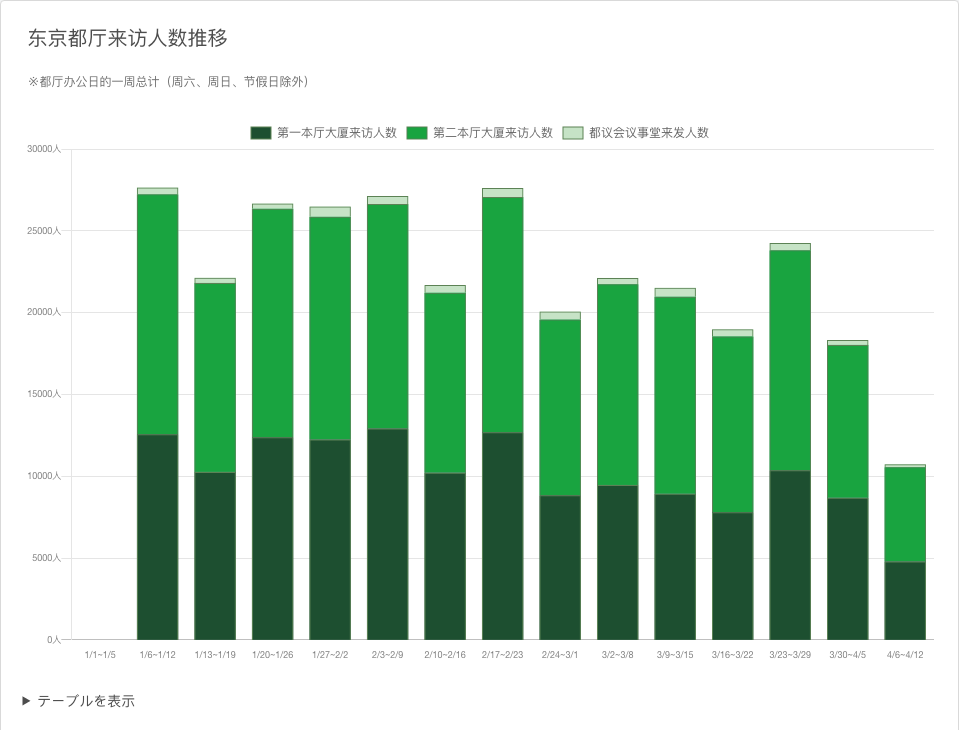 东京都厅来访人数推移
※都厅办公日的一周总计（周六、周日、节假日除外）
第一本厅大厦来访人数 第二本厅大厦来访人数 都议会议事堂来发人数
30000人
25000人
20000人
15000人
10000人
5000人
0人
1/1~1/5 1/6~1/12 1/13~1/19 1/20~1/26 1/27~2/2 2/3~2/9 2/10~2/16 2/17~2/23 2/24~3/1 3/2~3/8 3/9~3/15 3/16~3/22 3/23~3/29 3/30~4/5 4/6~4/12
▶ テーブルを表示